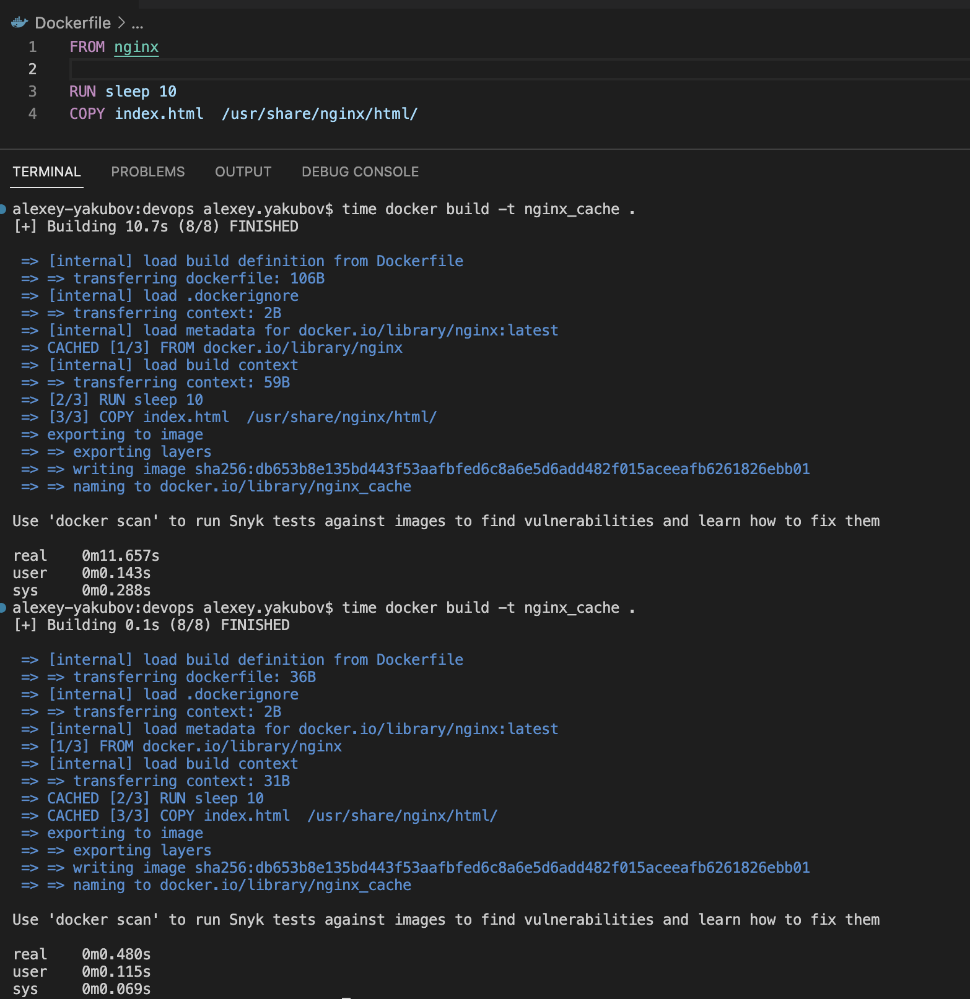 Dockerfile > ...
1 FROM nginx
2
3 RUN sleep 10
4 COPY index.html  /usr/share/nginx/html/
TERMINAL PROBLEMS OUTPUT DEBUG CONSOLE
alexey-yakubov:devops alexey.yakubov$ time docker build -t nginx_cache .
[+] Building 10.7s (8/8) FINISHED
=> [internal] load build definition from Dockerfile
=> => transferring dockerfile: 106B
=> [internal] load .dockerignore
=> => transferring context: 2B
=> [internal] load metadata for docker.io/library/nginx:latest
=> CACHED [1/3] FROM docker.io/library/nginx
=> [internal] load build context
=> => transferring context: 59B
=> [2/3] RUN sleep 10
=> [3/3] COPY index.html  /usr/share/nginx/html/
=> exporting to image
=> => exporting layers
=> => writing image sha256:db653b8e135bd443f53aafbfed6c8a6e5d6add482f015aceeafb6261826ebb01
=> => naming to docker.io/library/nginx_cache
Use 'docker scan' to run Snyk tests against images to find vulnerabilities and learn how to fix them
real 0m11.657s
user 0m0.143s
sys 0m0.288s
alexey-yakubov:devops alexey.yakubov$ time docker build -t nginx_cache .
[+] Building 0.1s (8/8) FINISHED
=> [internal] load build definition from Dockerfile
=> => transferring dockerfile: 36B
=> [internal] load .dockerignore
=> => transferring context: 2B
=> [internal] load metadata for docker.io/library/nginx:latest
=> [1/3] FROM docker.io/library/nginx
=> [internal] load build context
=> => transferring context: 31B
=> CACHED [2/3] RUN sleep 10
=> CACHED [3/3] COPY index.html  /usr/share/nginx/html/
=> exporting to image
=> => exporting layers
=> => writing image sha256:db653b8e135bd443f53aafbfed6c8a6e5d6add482f015aceeafb6261826ebb01
=> => naming to docker.io/library/nginx_cache
Use 'docker scan' to run Snyk tests against images to find vulnerabilities and learn how to fix them
real 0m0.480s
user 0m0.115s
sys 0m0.069s